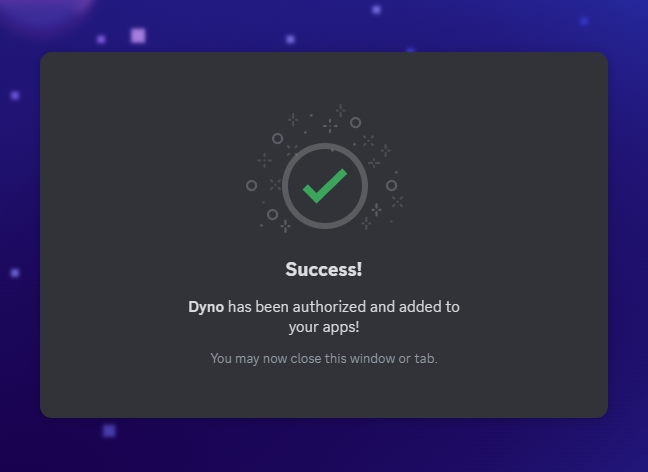 Success!
Dyno has been authorized and added to
your apps!
You may now close this window or tab.